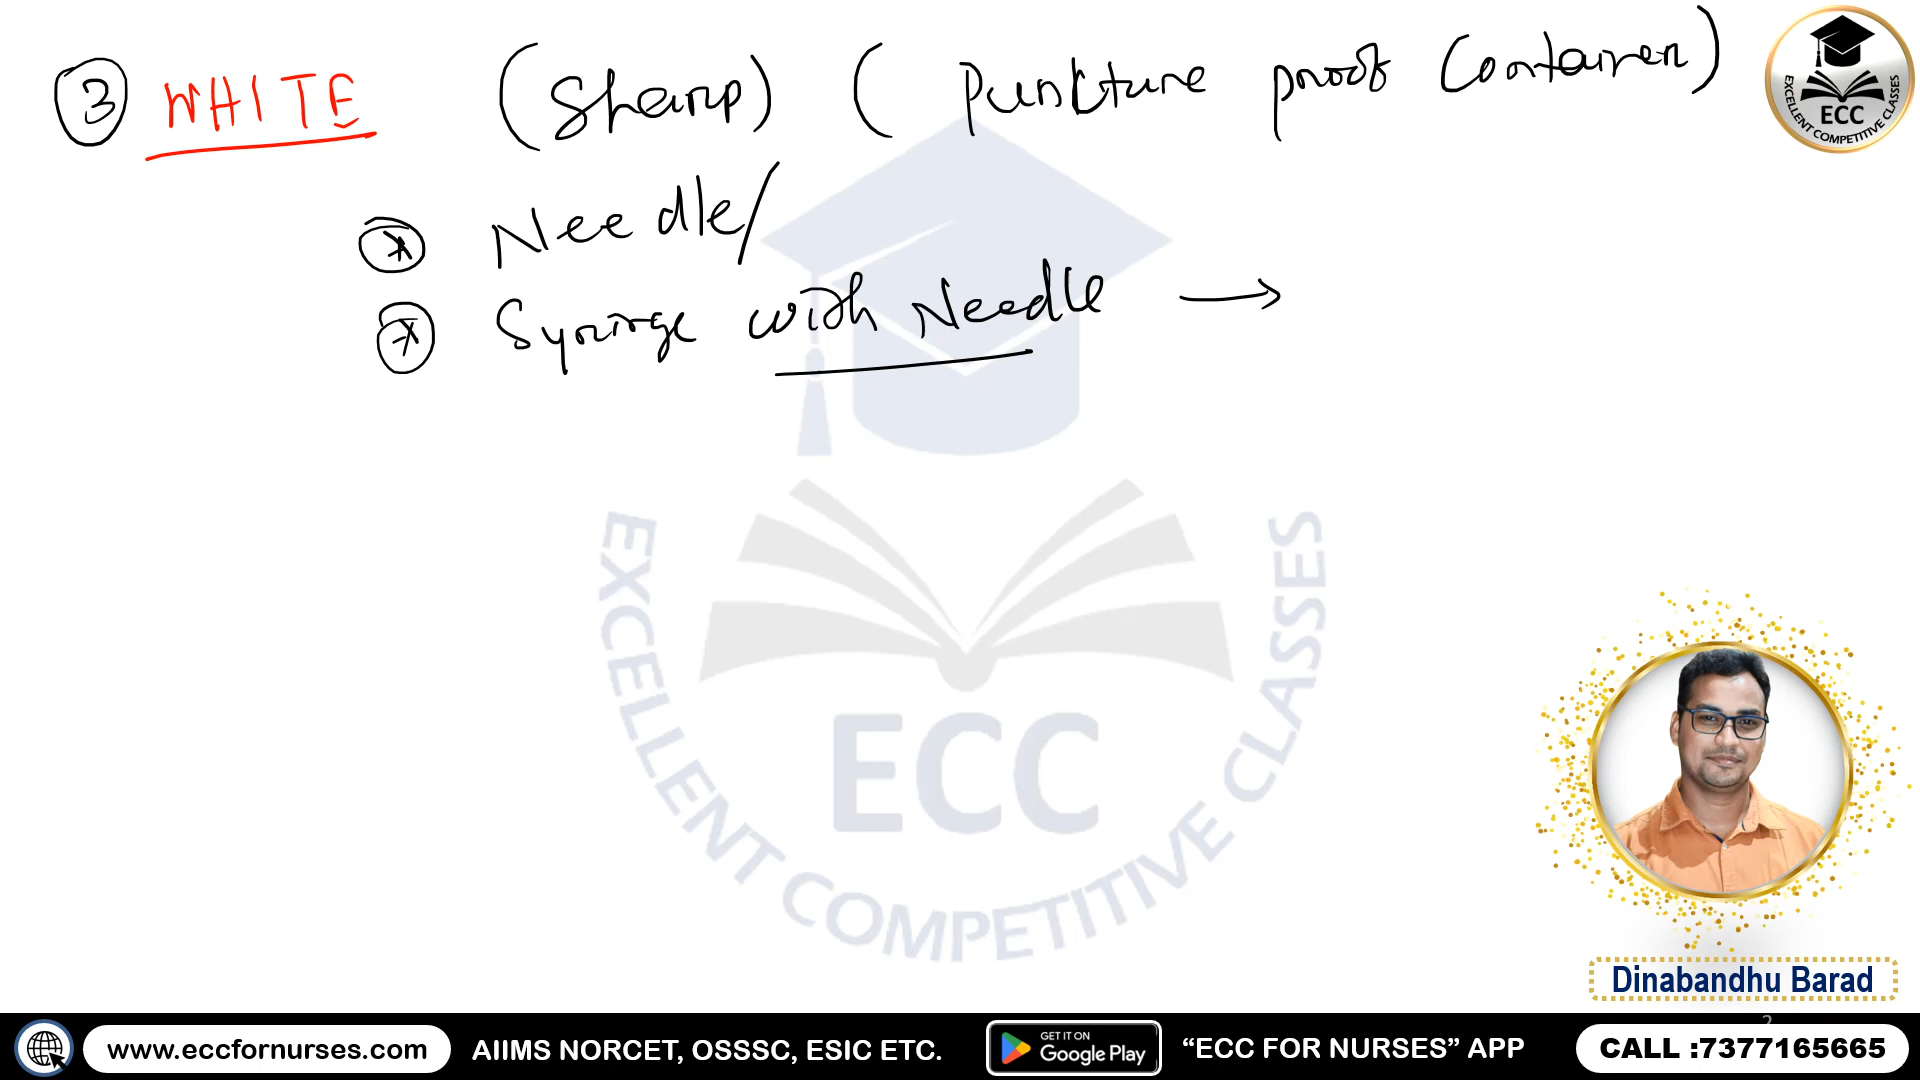 3 WHITE (Sharp) (Puncture proof Container)
EXCELLENT COMPETITIVE CLASSES
ECC
* Needle/
* Syringe with Needle →
EXCELLENT COMPETITIVE CLASSES
ECC
Dinabandhu Barad
2
www.eccfornurses.com AIIMS NORCET, OSSSC, ESIC ETC. GET IT ON Google Play “ECC FOR NURSES” APP CALL :7377165665